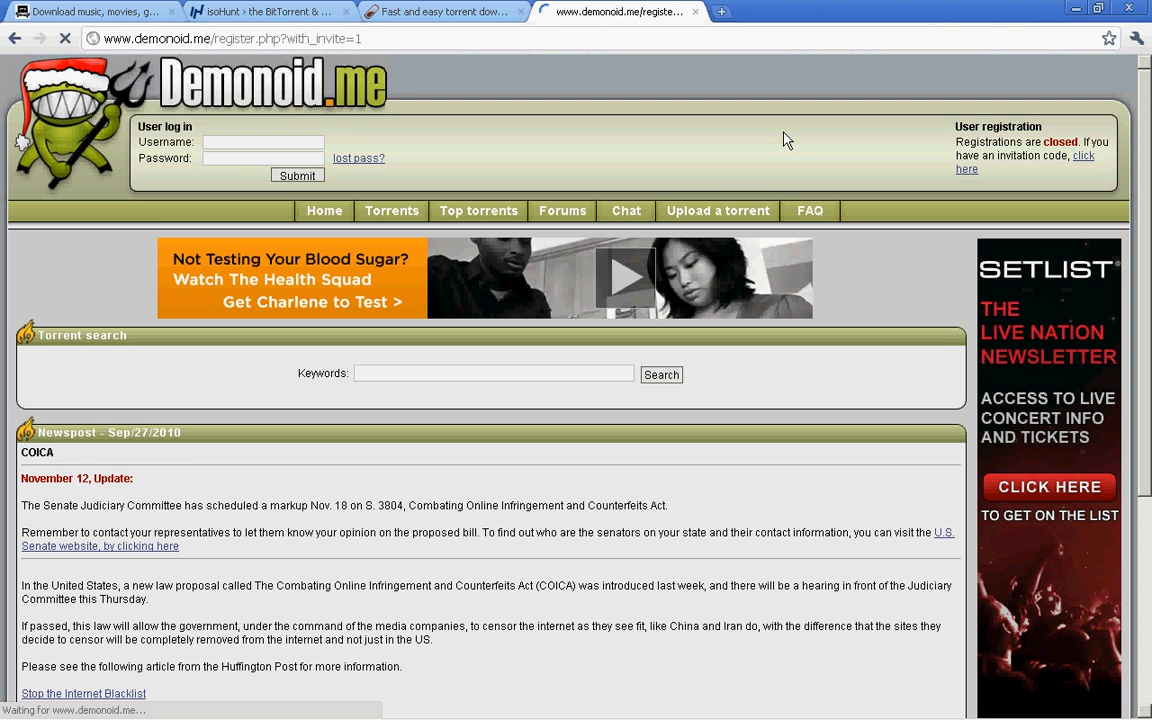 Download music, movies, g...
isoHunt › the BitTorrent & ...
Fast and easy torrent dow...
www.demonoid.me/registe...
www.demonoid.me/register.php?with_invite=1
Demonoid.me
User log in
Username:
Password:
lost pass?
Submit
User registration
Registrations are closed. If you
have an invitation code, click
here
Home
Torrents
Top torrents
Forums
Chat
Upload a torrent
FAQ
Not Testing Your Blood Sugar?
Watch The Health Squad
Get Charlene to Test >
SETLIST
THE
LIVE NATION
NEWSLETTER
ACCESS TO LIVE
CONCERT INFO
AND TICKETS
CLICK HERE
TO GET ON THE LIST
Torrent search
Keywords:
Search
Newspost - Sep/27/2010
COICA
November 12, Update:
The Senate Judiciary Committee has scheduled a markup Nov. 18 on S. 3804, Combating Online Infringement and Counterfeits Act.
Remember to contact your representatives to let them know your opinion on the proposed bill. To find out who are the senators on your state and their contact information, you can visit the U.S.
Senate website, by clicking here
In the United States, a new law proposal called The Combating Online Infringement and Counterfeits Act (COICA) was introduced last week, and there will be a hearing in front of the Judiciary
Committee this Thursday.
If passed, this law will allow the government, under the command of the media companies, to censor the internet as they see fit, like China and Iran do, with the difference that the sites they
decide to censor will be completely removed from the internet and not just in the US.
Please see the following article from the Huffington Post for more information.
Stop the Internet Blacklist
Waiting for www.demonoid.me...